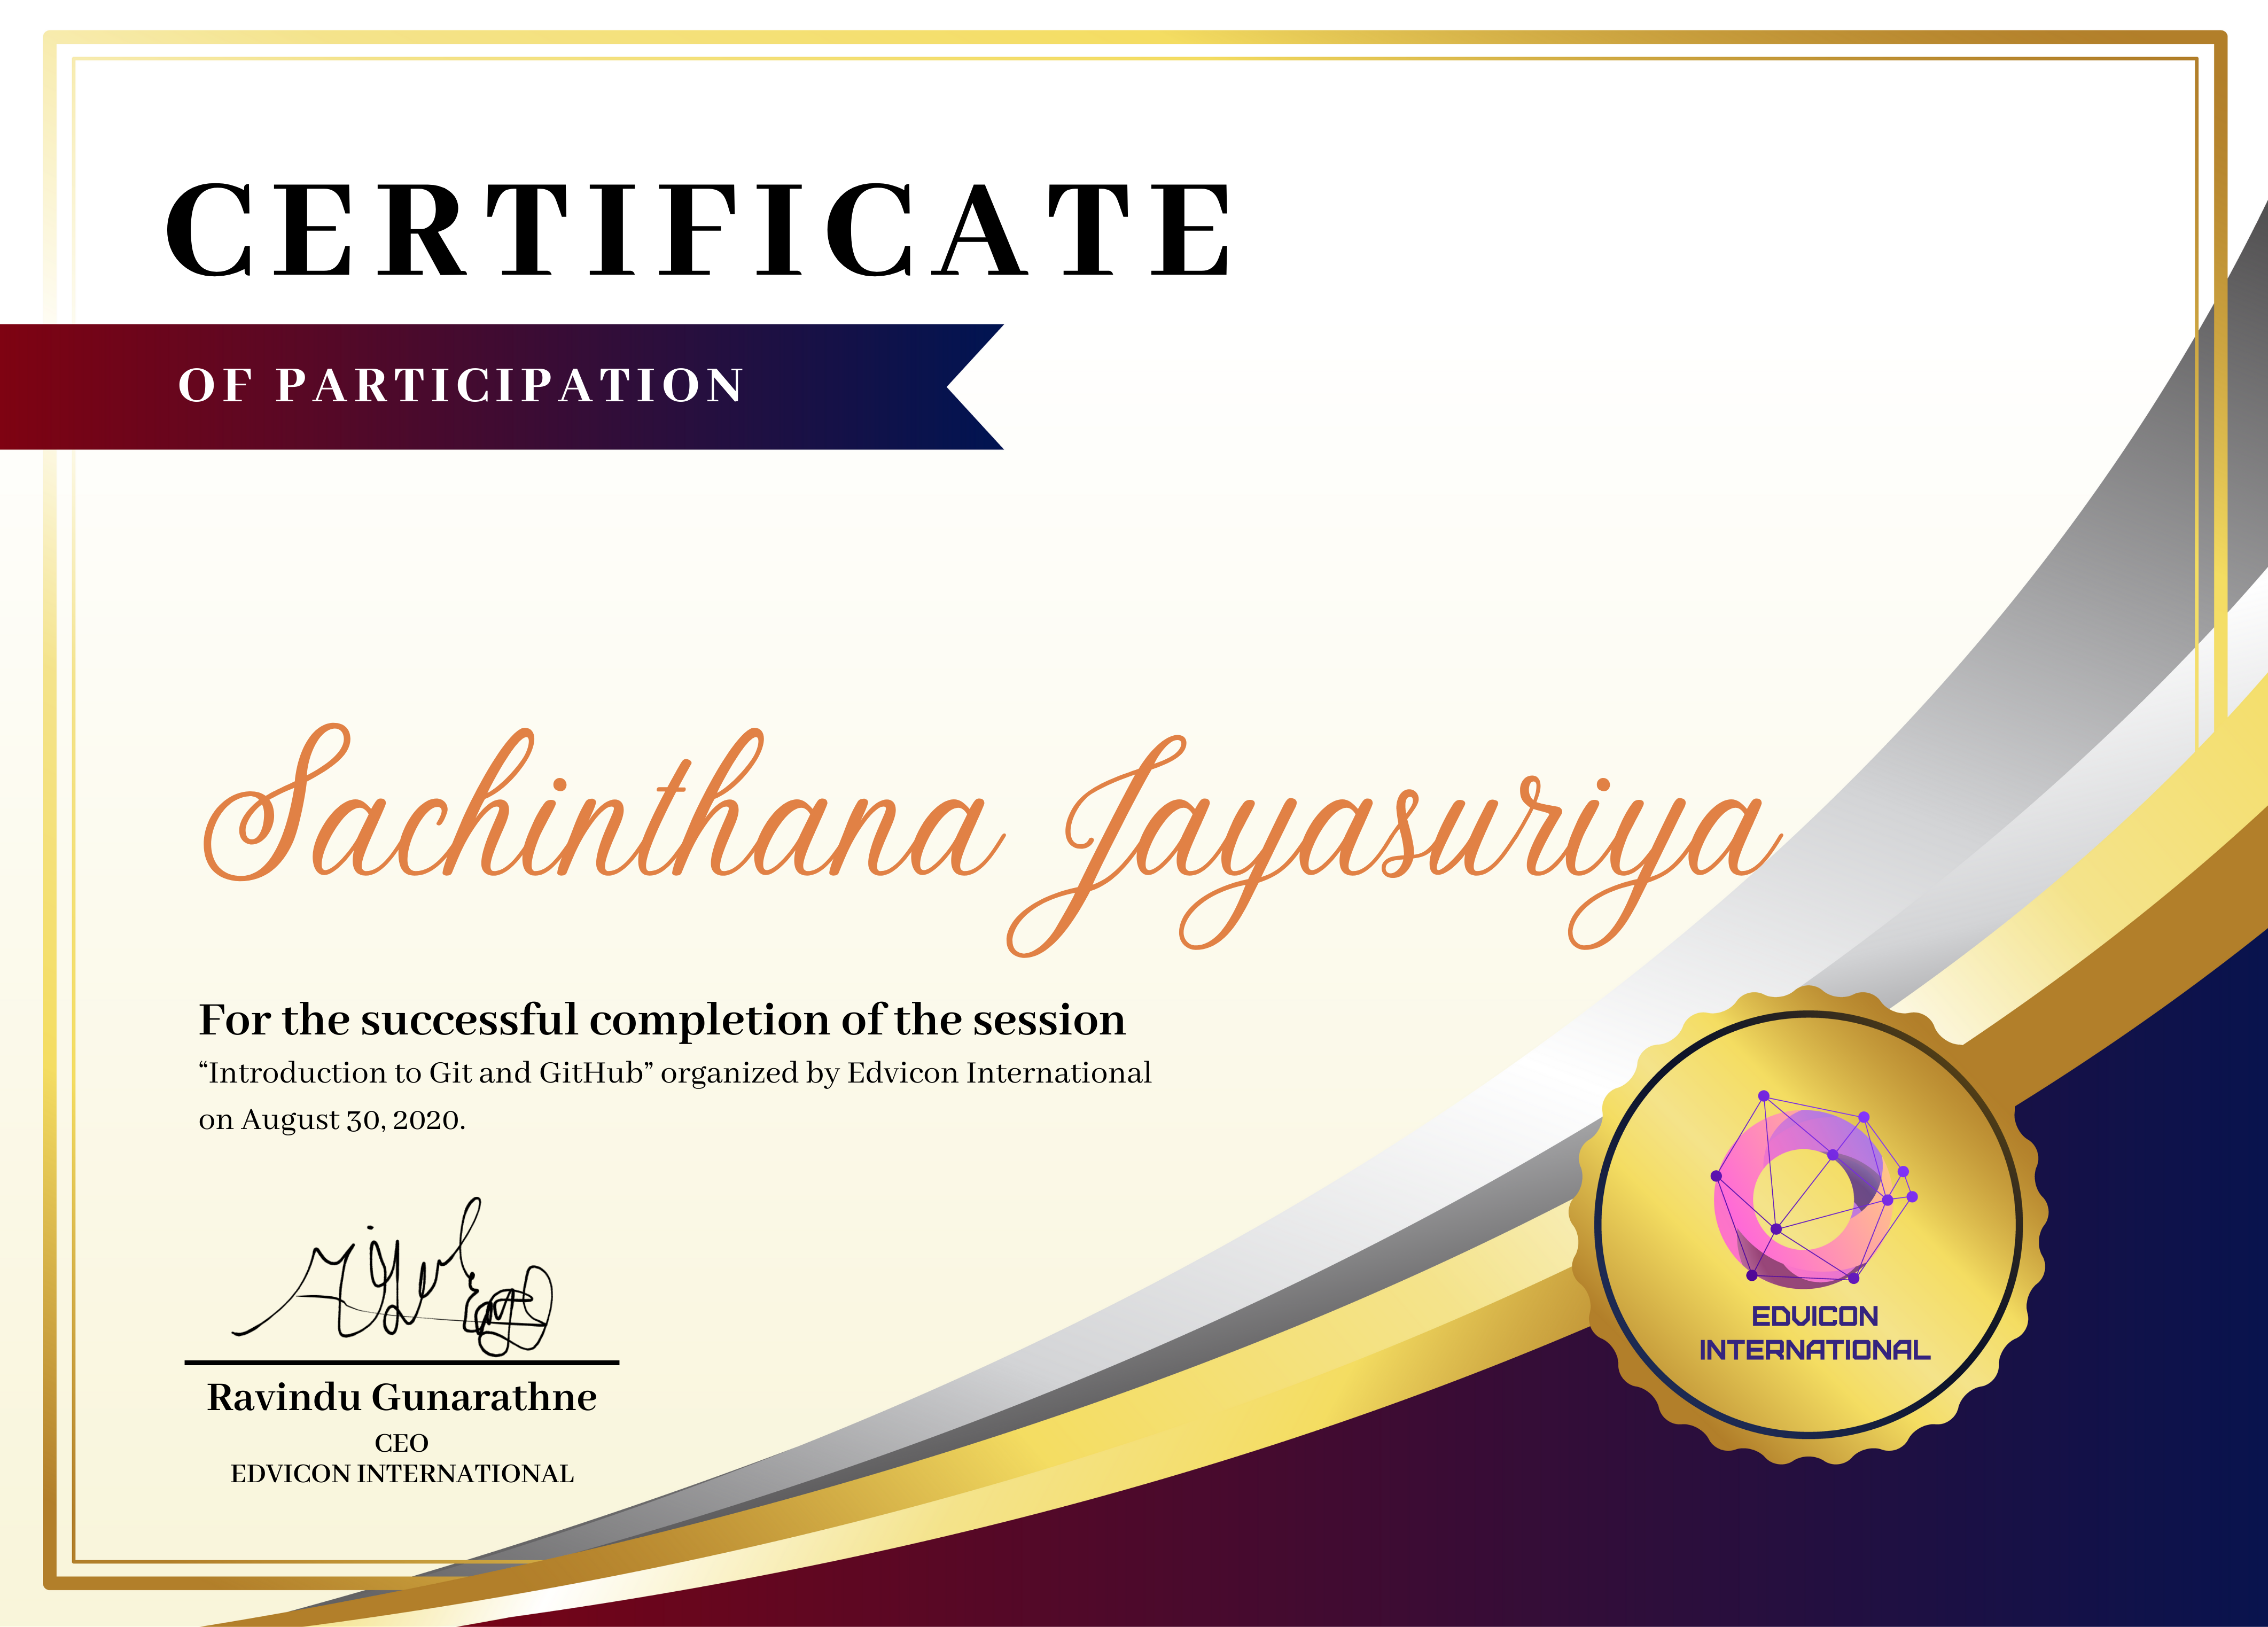 CERTIFICATE
OF PARTICIPATION
Sachinthana Jayasuriya
For the successful completion of the session
“Introduction to Git and GitHub” organized by Edvicon International
on August 30, 2020.
Ravindu Gunarathne
CEO
EDVICON INTERNATIONAL
EDVICON
INTERNATIONAL